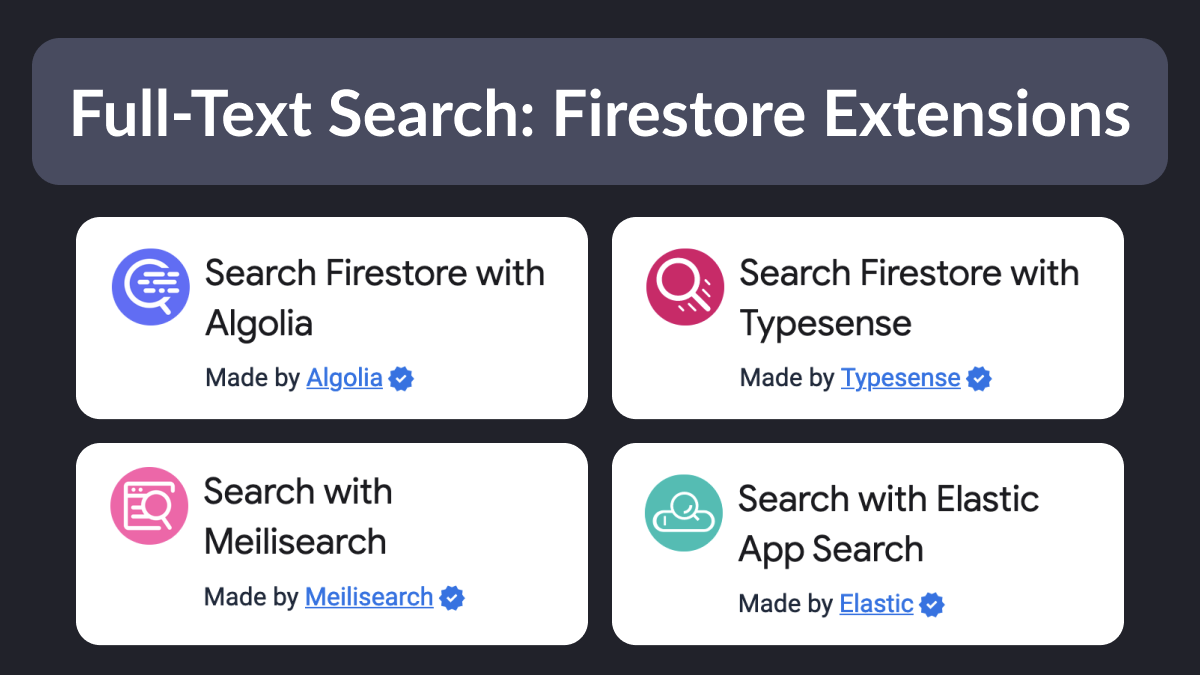 Full-Text Search: Firestore Extensions
Search Firestore with
Algolia
Made by Algolia
Search Firestore with
Typesense
Made by Typesense
Search with
Meilisearch
Made by Meilisearch
Search with Elastic
App Search
Made by Elastic